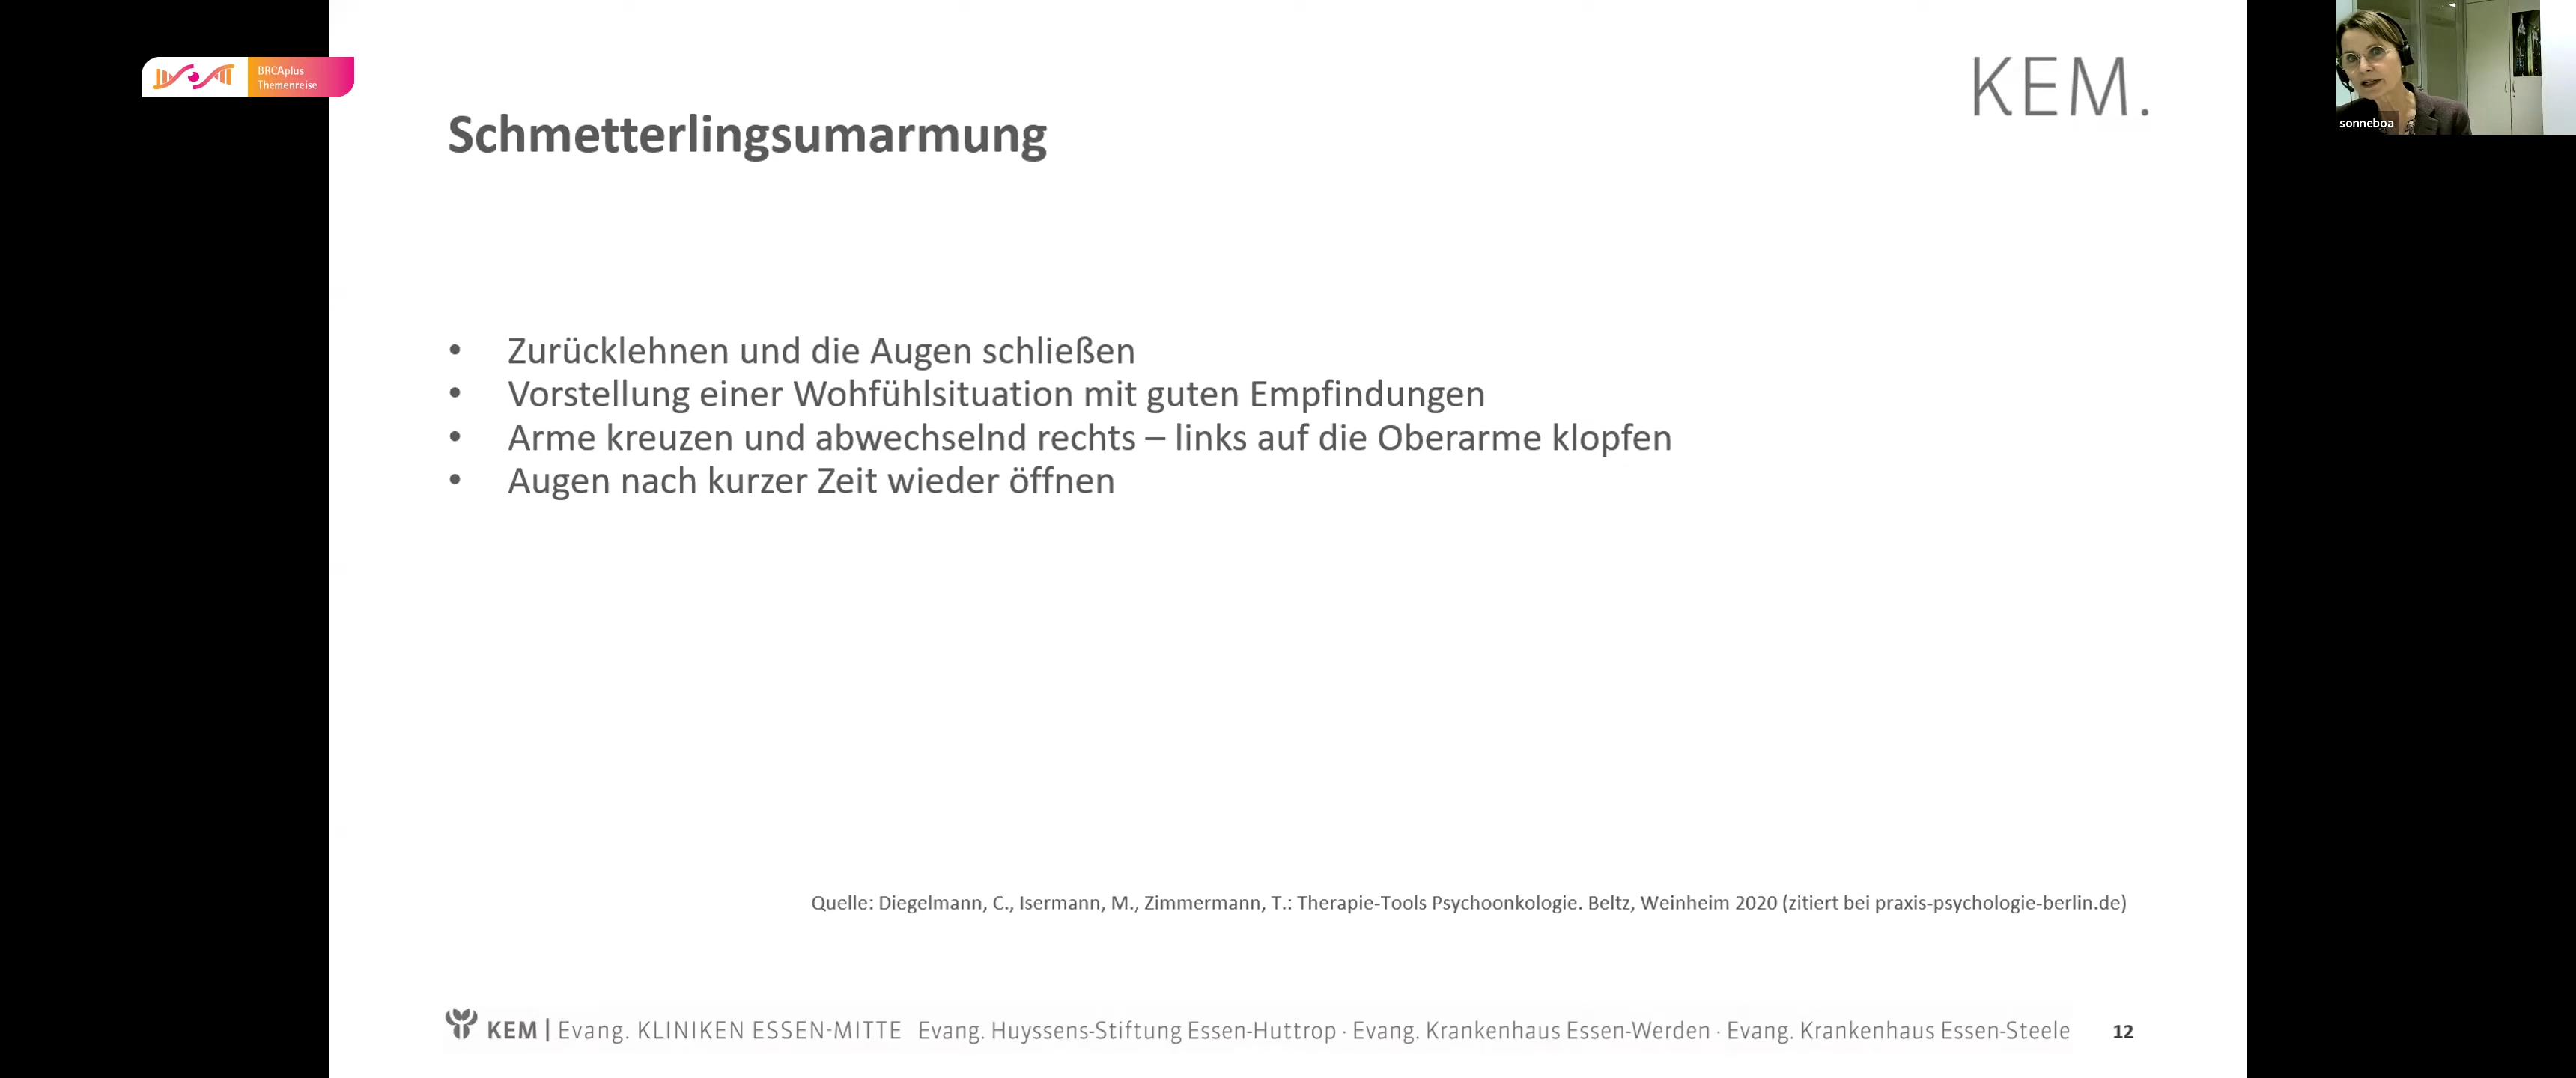 BRCAplus
Themenreise
KEM.
sonneboa
Schmetterlingsumarmung
• Zurücklehnen und die Augen schließen
• Vorstellung einer Wohfühlsituation mit guten Empfindungen
• Arme kreuzen und abwechselnd rechts – links auf die Oberarme klopfen
• Augen nach kurzer Zeit wieder öffnen
Quelle: Diegelmann, C., Isermann, M., Zimmermann, T.: Therapie-Tools Psychoonkologie. Beltz, Weinheim 2020 (zitiert bei praxis-psychologie-berlin.de)
KEM | Evang. KLINIKEN ESSEN-MITTE Evang. Huyssens-Stiftung Essen-Huttrop · Evang. Krankenhaus Essen-Werden · Evang. Krankenhaus Essen-Steele 12